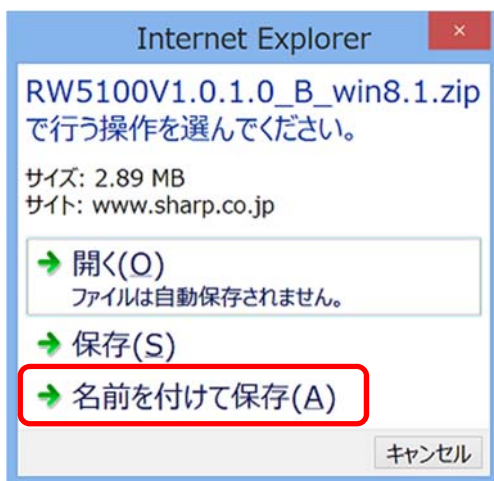 Internet Explorer
×
RW5100V1.0.1.0_B_win8.1.zip
で行う操作を選んでください。
サイズ: 2.89 MB
サイト: www.sharp.co.jp
開く(O)
ファイルは自動保存されません。
保存(S)
名前を付けて保存(A)
キャンセル